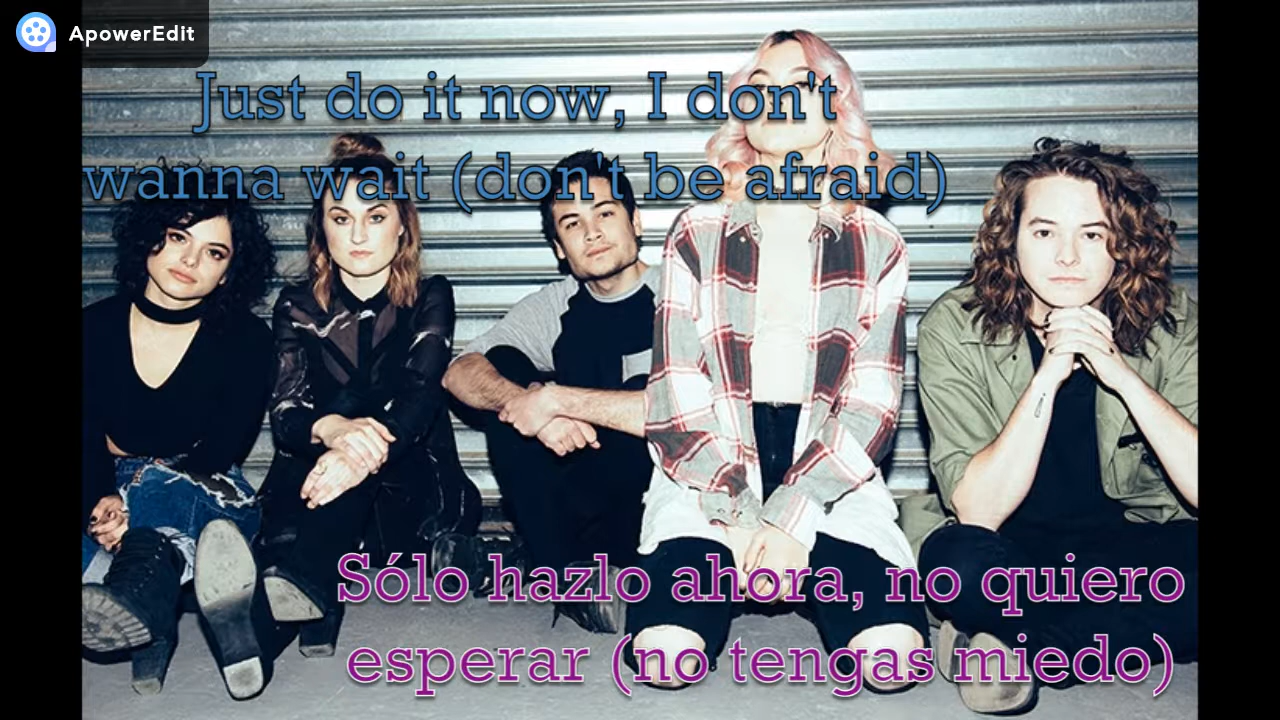 ApowerEdit
Just do it now, I don't
wanna wait (don't be afraid)
Sólo hazlo ahora, no quiero
esperar (no tengas miedo)